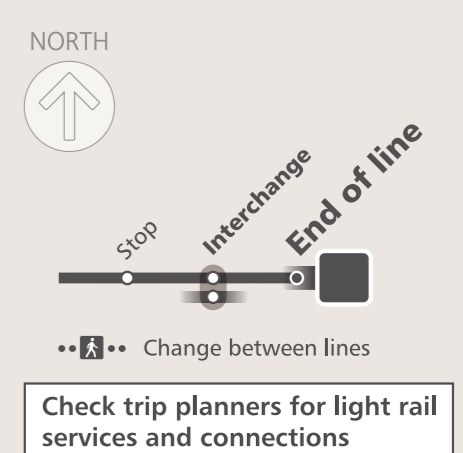 NORTH
Stop
Interchange
End of line
Change between lines
Check trip planners for light rail
services and connections